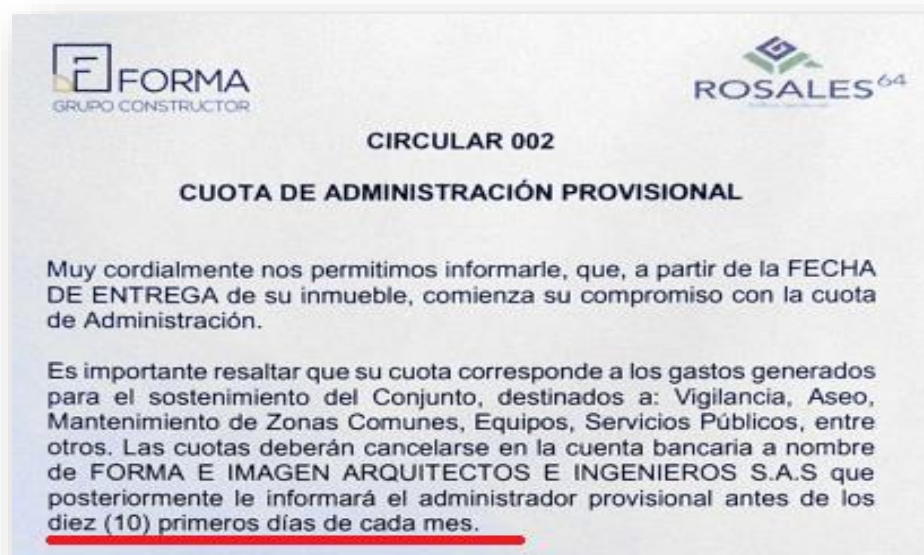 FORMA
GRUPO CONSTRUCTOR
ROSALES 64
CIRCULAR 002
CUOTA DE ADMINISTRACIÓN PROVISIONAL
Muy cordialmente nos permitimos informarle, que, a partir de la FECHA
DE ENTREGA de su inmueble, comienza su compromiso con la cuota
de Administración.
Es importante resaltar que su cuota corresponde a los gastos generados
para el sostenimiento del Conjunto, destinados a: Vigilancia, Aseo,
Mantenimiento de Zonas Comunes, Equipos, Servicios Públicos, entre
otros. Las cuotas deberán cancelarse en la cuenta bancaria a nombre
de FORMA E IMAGEN ARQUITECTOS E INGENIEROS S.A.S que
posteriormente le informará el administrador provisional antes de los
diez (10) primeros días de cada mes.